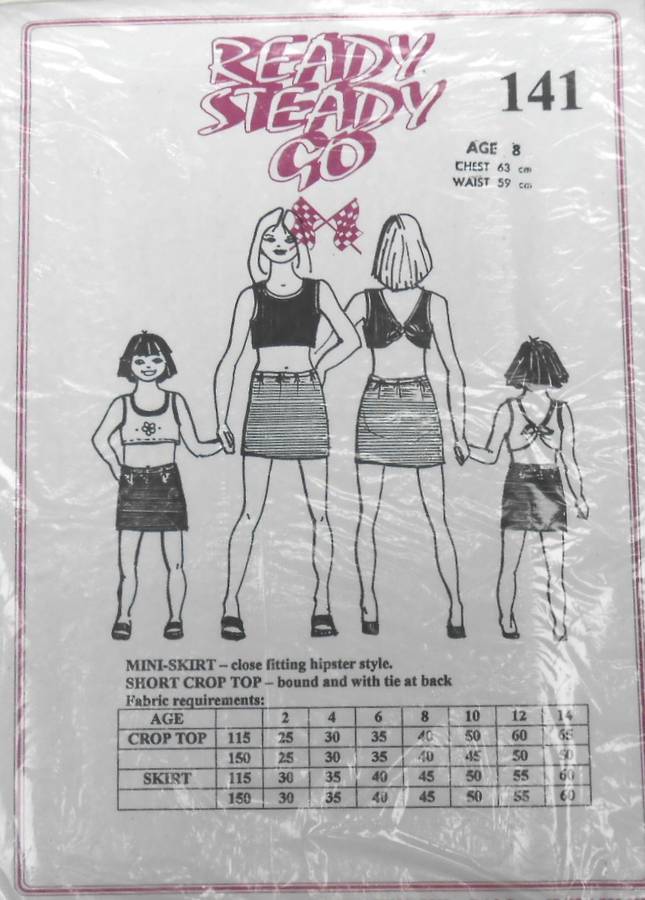 READY
STEADY
GO
141
AGE 8
CHEST 63 cm
WAIST 59 cm
MINI-SKIRT – close fitting hipster style.
SHORT CROP TOP – bound and with tie at back
Fabric requirements:
AGE 2 4 6 8 10 12 14
CROP TOP 115 25 30 35 40 50 60 65
150 25 30 35 40 45 50 50
SKIRT 115 30 35 40 45 50 55 60
150 30 35 40 45 50 55 60